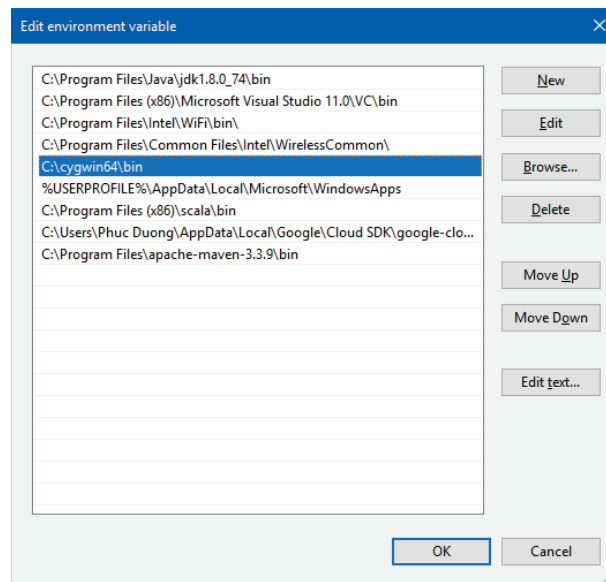 Edit environment variable
C:\Program Files\Java\jdk1.8.0_74\bin
C:\Program Files (x86)\Microsoft Visual Studio 11.0\VC\bin
C:\Program Files\Intel\WiFi\bin\
C:\Program Files\Common Files\Intel\WirelessCommon\
C:\cygwin64\bin
%USERPROFILE%\AppData\Local\Microsoft\WindowsApps
C:\Program Files (x86)\scala\bin
C:\Users\Phuc Duong\AppData\Local\Google\Cloud SDK\google-clo...
C:\Program Files\apache-maven-3.3.9\bin
New
Edit
Browse...
Delete
Move Up
Move Down
Edit text...
OK
Cancel